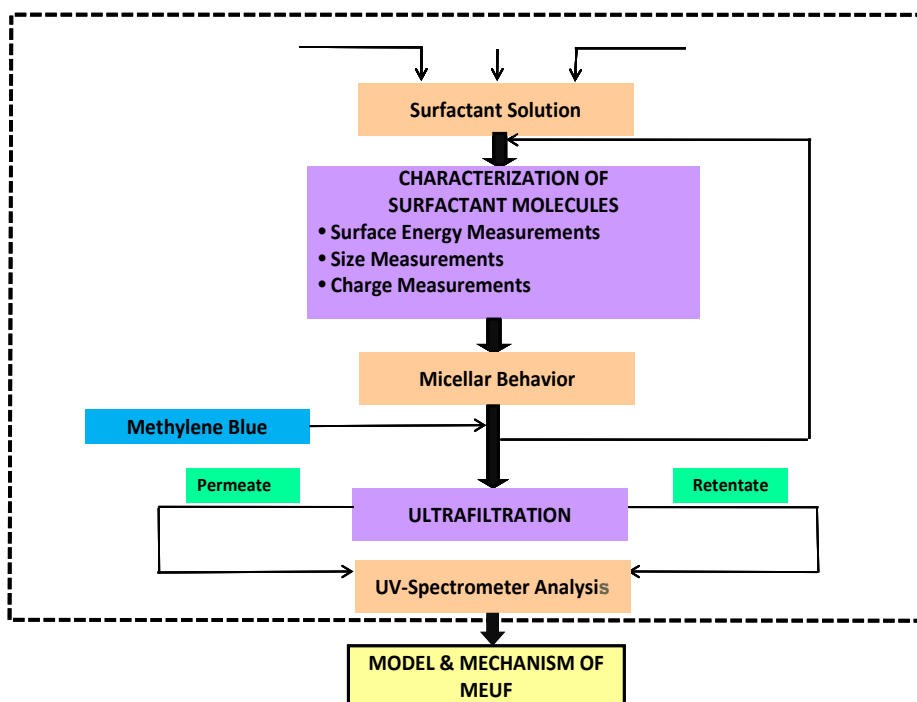 Surfactant Solution
CHARACTERIZATION OF
SURFACTANT MOLECULES
• Surface Energy Measurements
• Size Measurements
• Charge Measurements
Micellar Behavior
Methylene Blue
Permeate
Retentate
ULTRAFILTRATION
UV-Spectrometer Analysis
MODEL & MECHANISM OF
MEUF